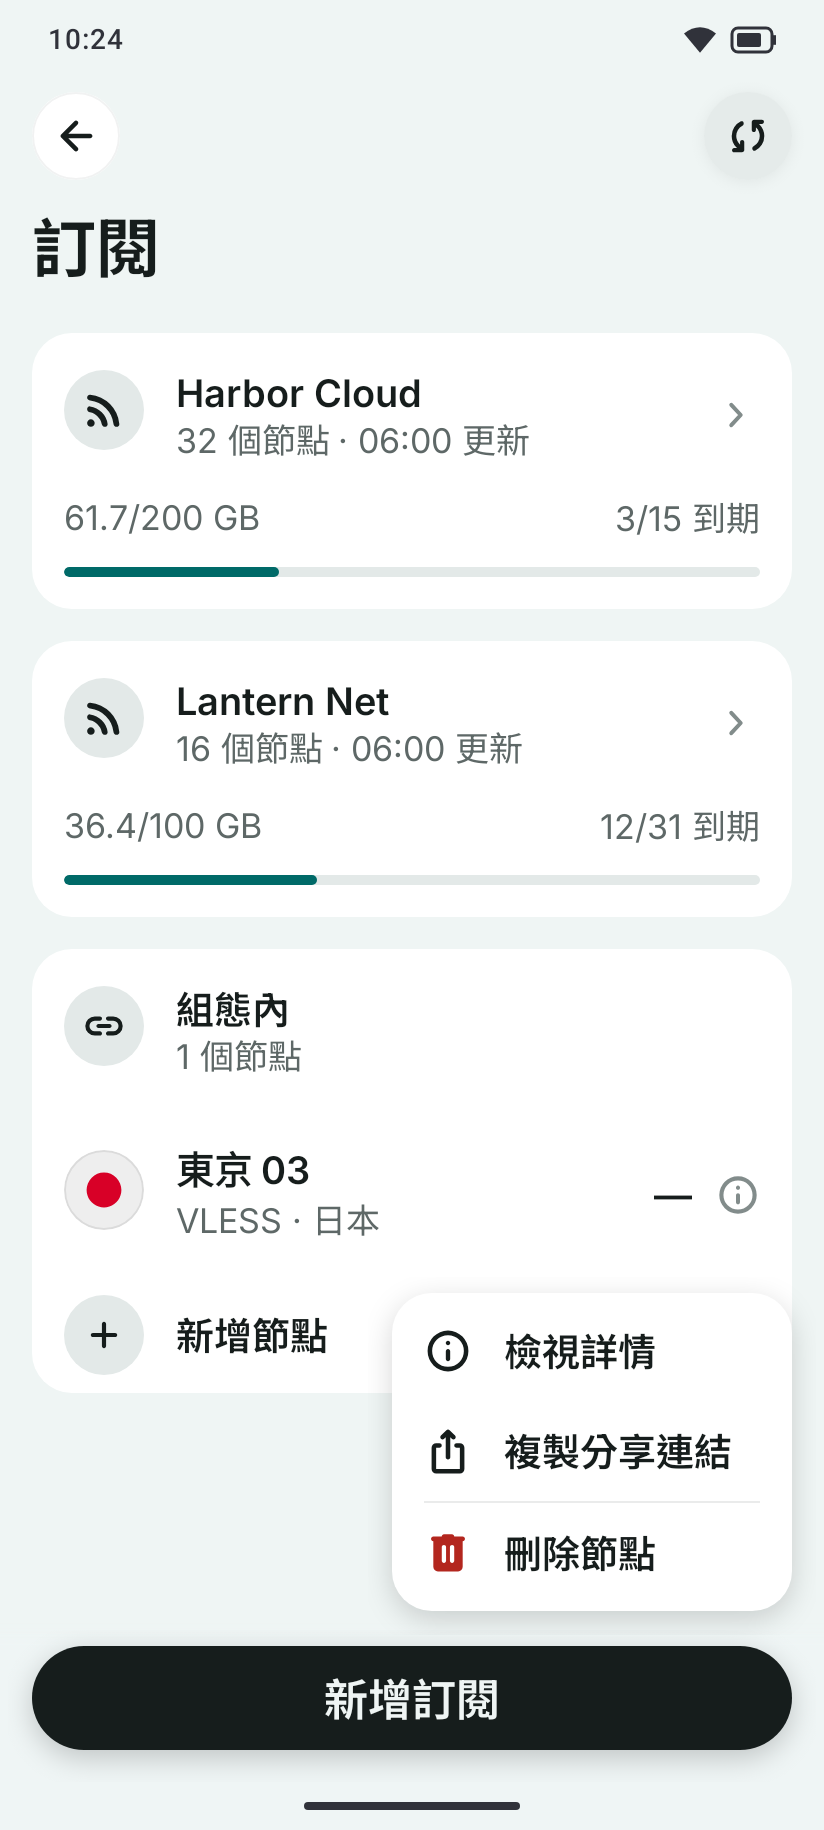 10:24
訂閱
Harbor Cloud
32 個節點 · 06:00 更新
61.7/200 GB
3/15 到期
Lantern Net
16 個節點 · 06:00 更新
36.4/100 GB
12/31 到期
組態內
1 個節點
東京 03
VLESS · 日本
—
新增節點
檢視詳情
複製分享連結
刪除節點
新增訂閱